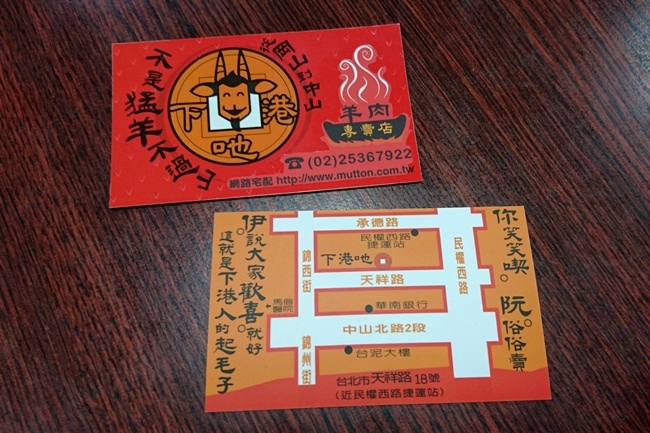 不是猛羊不過山
從西山到中山
下港
吔
羊肉
專賣店
☎(02)25367922
網路宅配 http://www.mutton.com.tw
你笑笑喫。
阮俗俗賣
伊說大家歡喜就好。
這就是下港人的起毛子
承德路
民權西路
捷運站
下港吔
天祥路
華南銀行
中山北路2段
台泥大樓
錦西街
錦州街
馬偕
醫院
民權西路
台北市天祥路18號
(近民權西路捷運站)